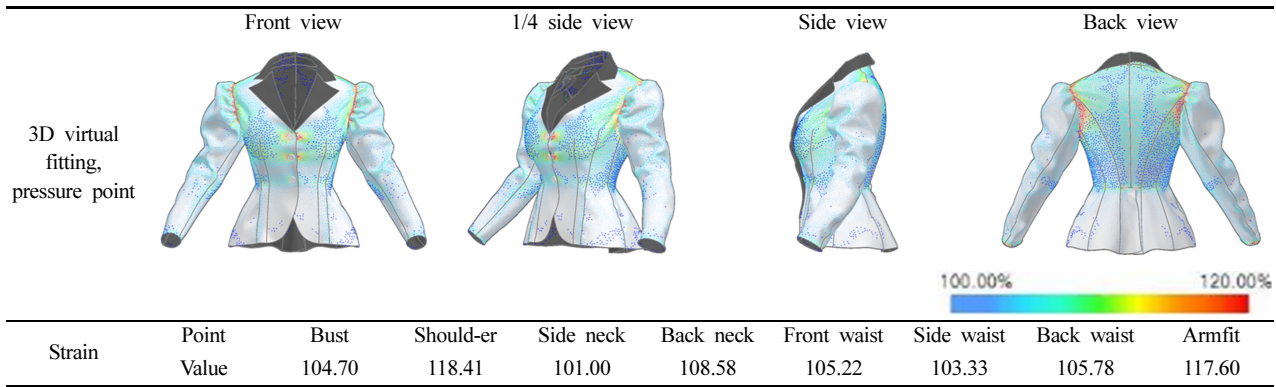 Front view 1/4 side view Side view Back view
3D virtual
fitting,
pressure point
100.00% 120.00%
Strain
Point Bust Should-er Side neck Back neck Front waist Side waist Back waist Armfit
Value 104.70 118.41 101.00 108.58 105.22 103.33 105.78 117.60